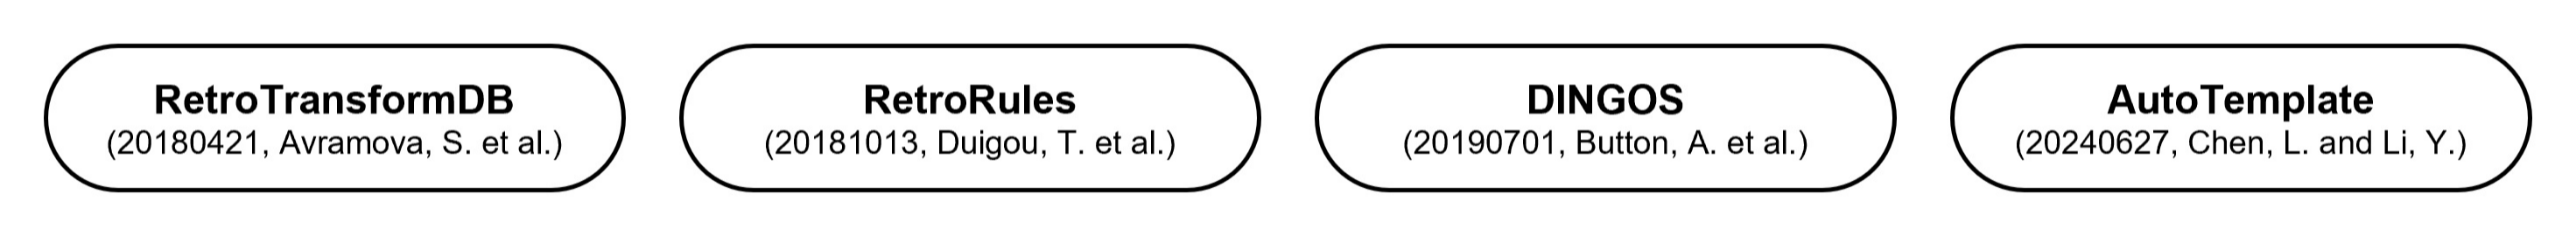 RetroTransformDB
(20180421, Avramova, S. et al.)
RetroRules
(20181013, Duigou, T. et al.)
DINGOS
(20190701, Button, A. et al.)
AutoTemplate
(20240627, Chen, L. and Li, Y.)